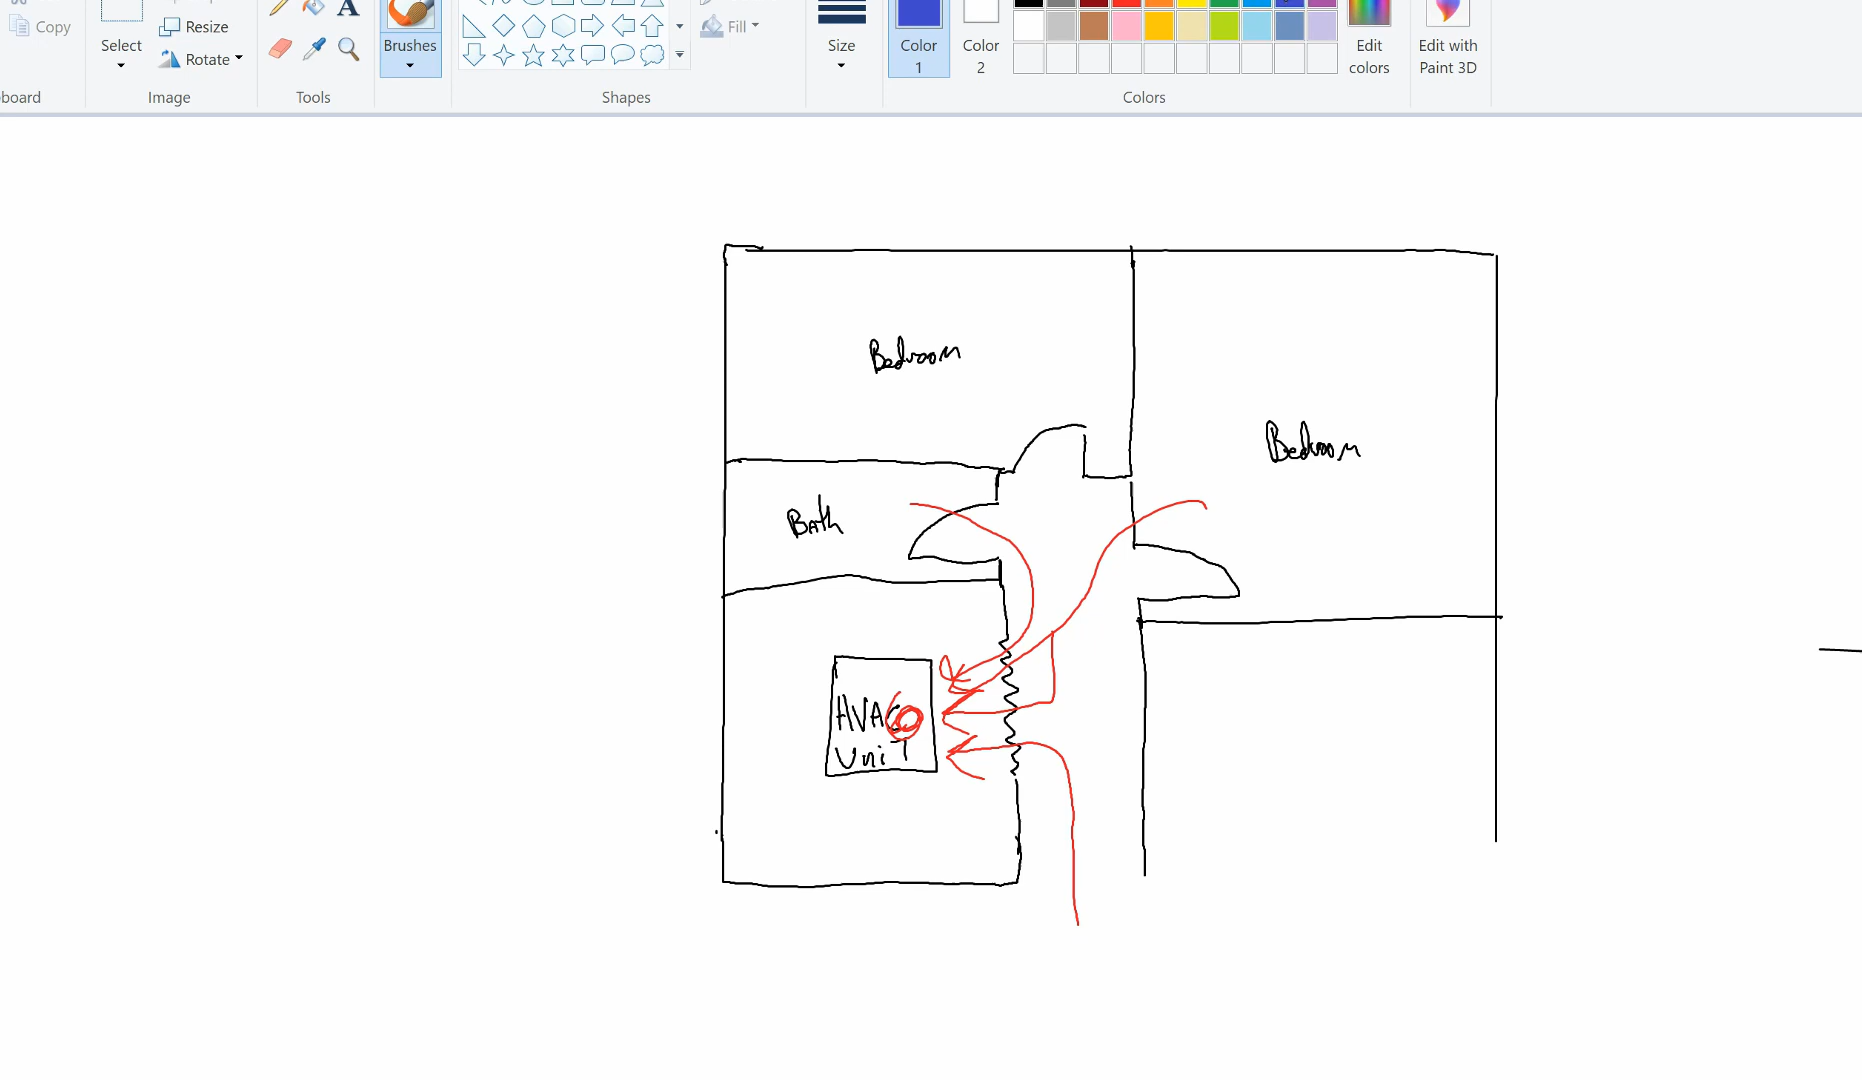 Copy
board
Select
Resize
Rotate
Image
Tools
Brushes
Shapes
Fill
Size
Color
1
Color
2
Colors
Edit
colors
Edit with
Paint 3D
Bedroom
Bedroom
Bath
HVAC
Unit